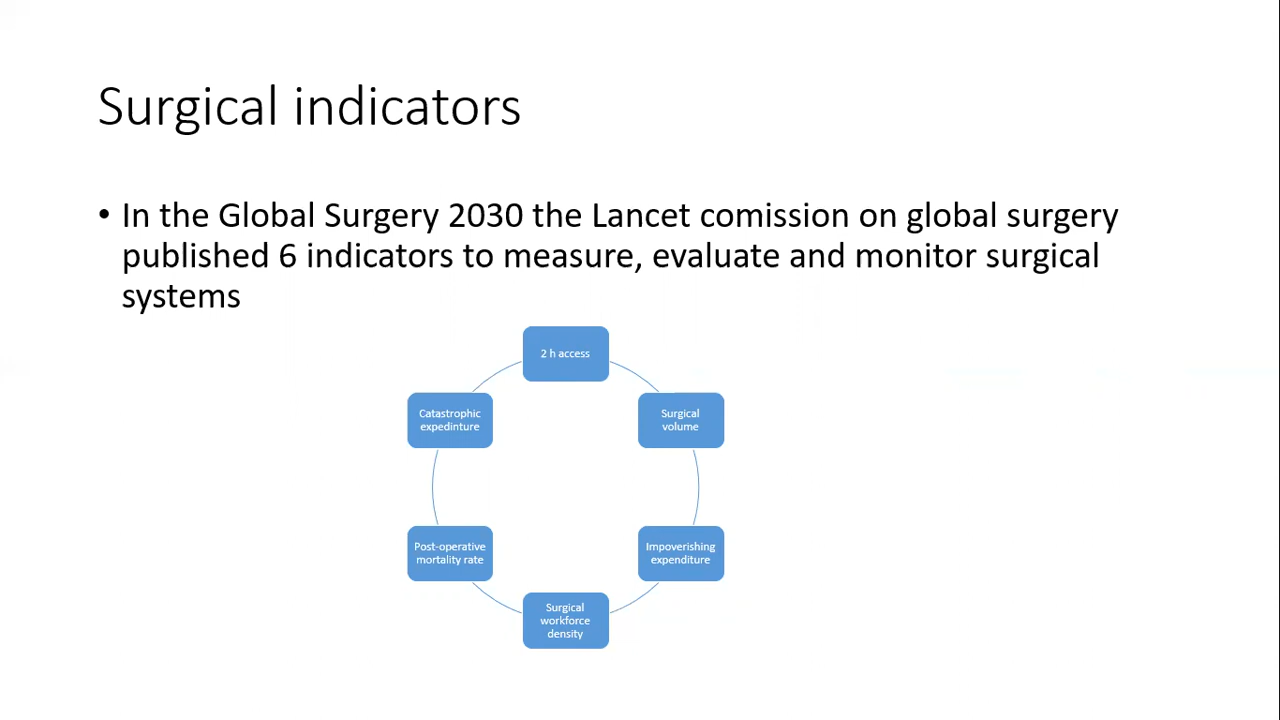 Surgical indicators
• In the Global Surgery 2030 the Lancet comission on global surgery
published 6 indicators to measure, evaluate and monitor surgical
systems
2 h access
Surgical
volume
Impoverishing
expenditure
Surgical
workforce
density
Post-operative
mortality rate
Catastrophic
expedinture